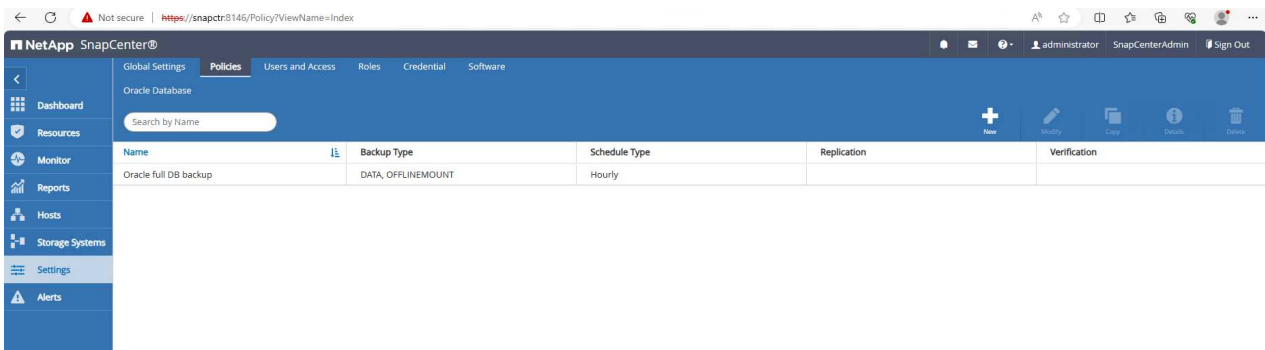 Not secure | https://snapctr:8146/Policy?ViewName=Index
NetApp SnapCenter®
administrator SnapCenterAdmin Sign Out
Global Settings Policies Users and Access Roles Credential Software
Oracle Database
Search by Name
New Modify Copy Details Delete
Dashboard
Resources
Monitor
Reports
Hosts
Storage Systems
Settings
Alerts
Name Backup Type Schedule Type Replication Verification
Oracle full DB backup DATA, OFFLINEMOUNT Hourly